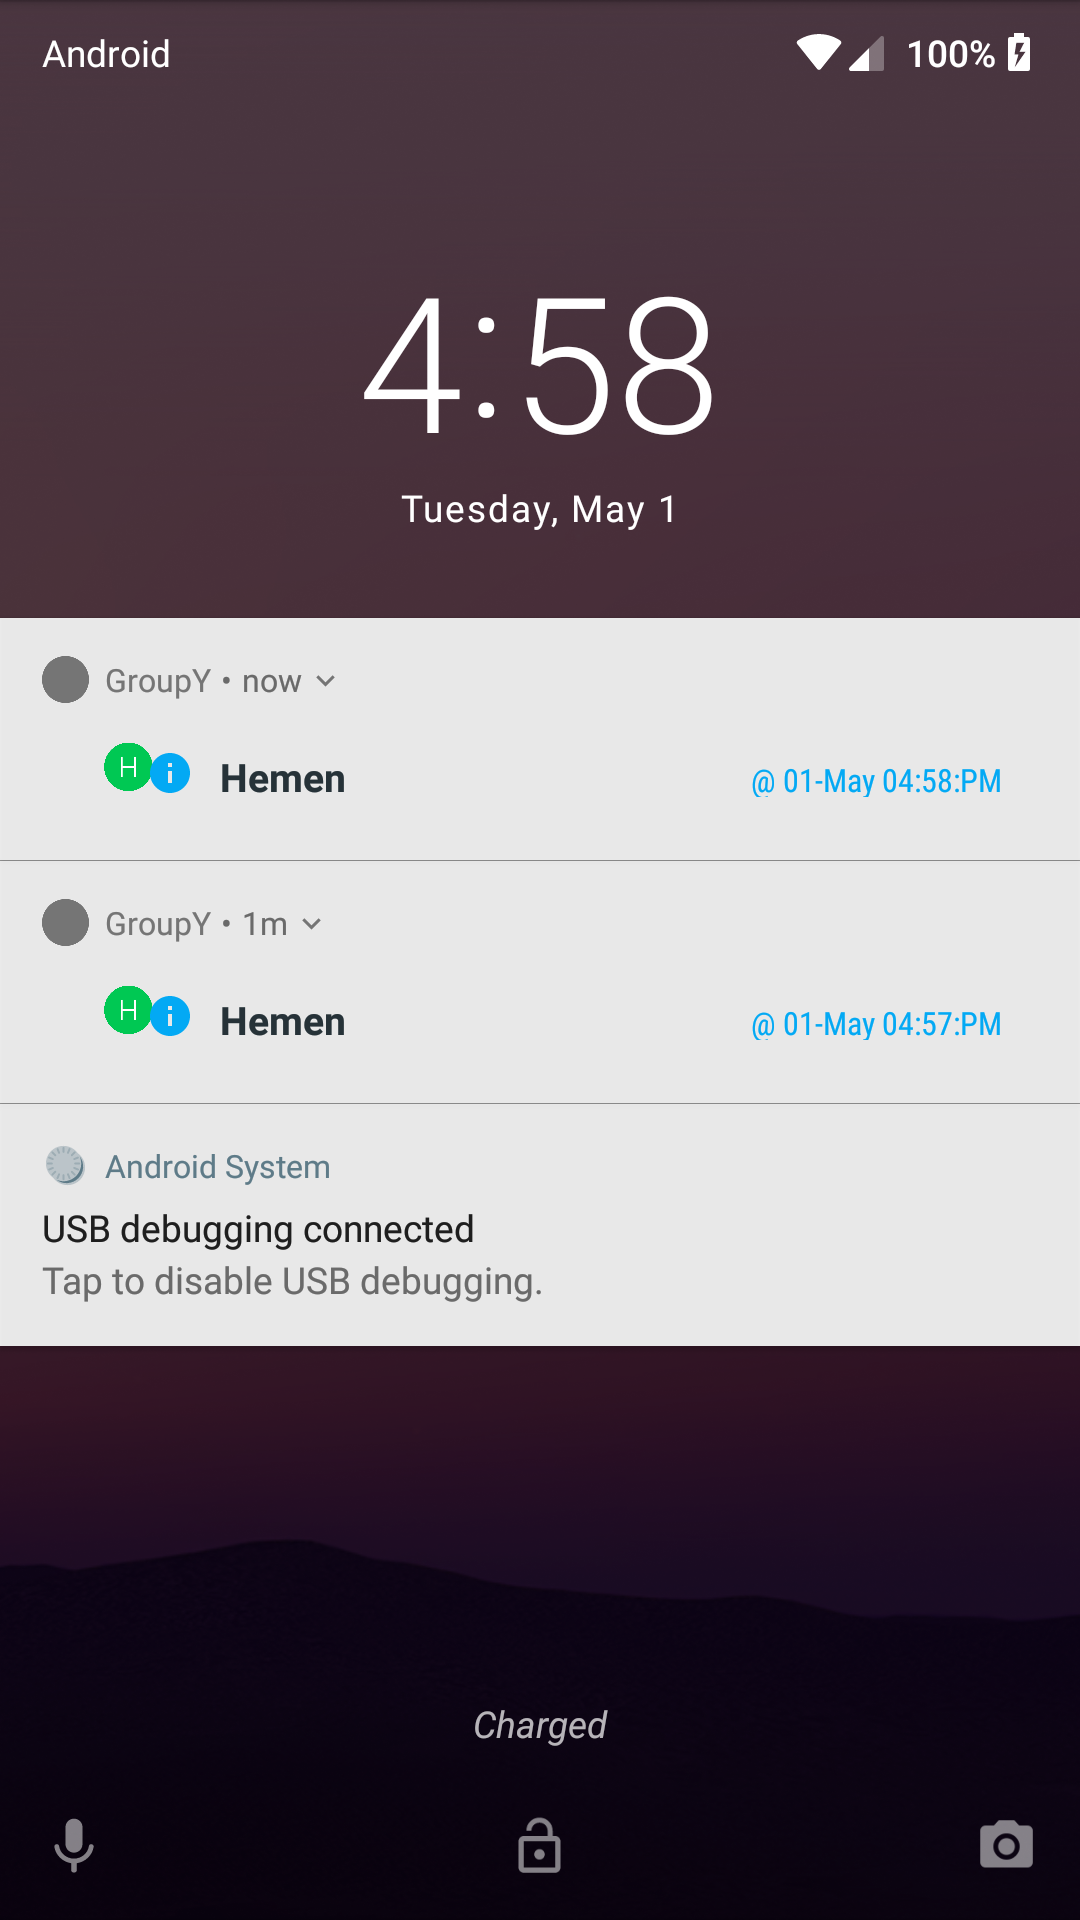 Android 100%
4:58
Tuesday, May 1
GroupY • now
H i Hemen @ 01-May 04:58:PM
GroupY • 1m
H i Hemen @ 01-May 04:57:PM
Android System
USB debugging connected
Tap to disable USB debugging.
Charged